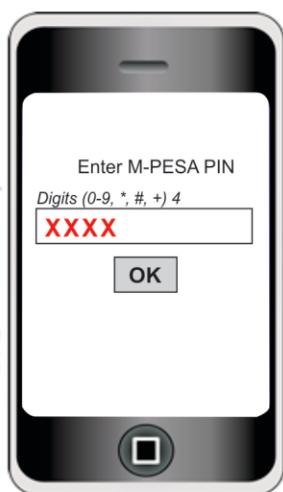 Enter M-PESA PIN
Digits (0-9, *, #, +) 4
XXXX
OK